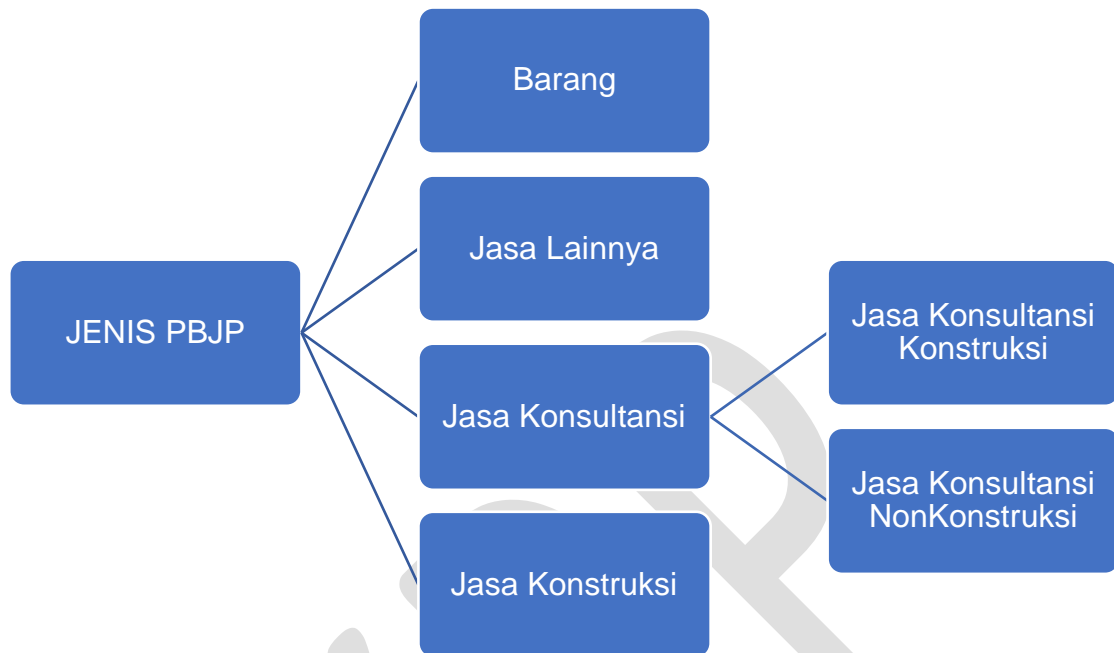 JENIS PBJP
Barang
Jasa Lainnya
Jasa Konsultansi
Jasa Konstruksi
Jasa Konsultansi
Konstruksi
Jasa Konsultansi
NonKonstruksi